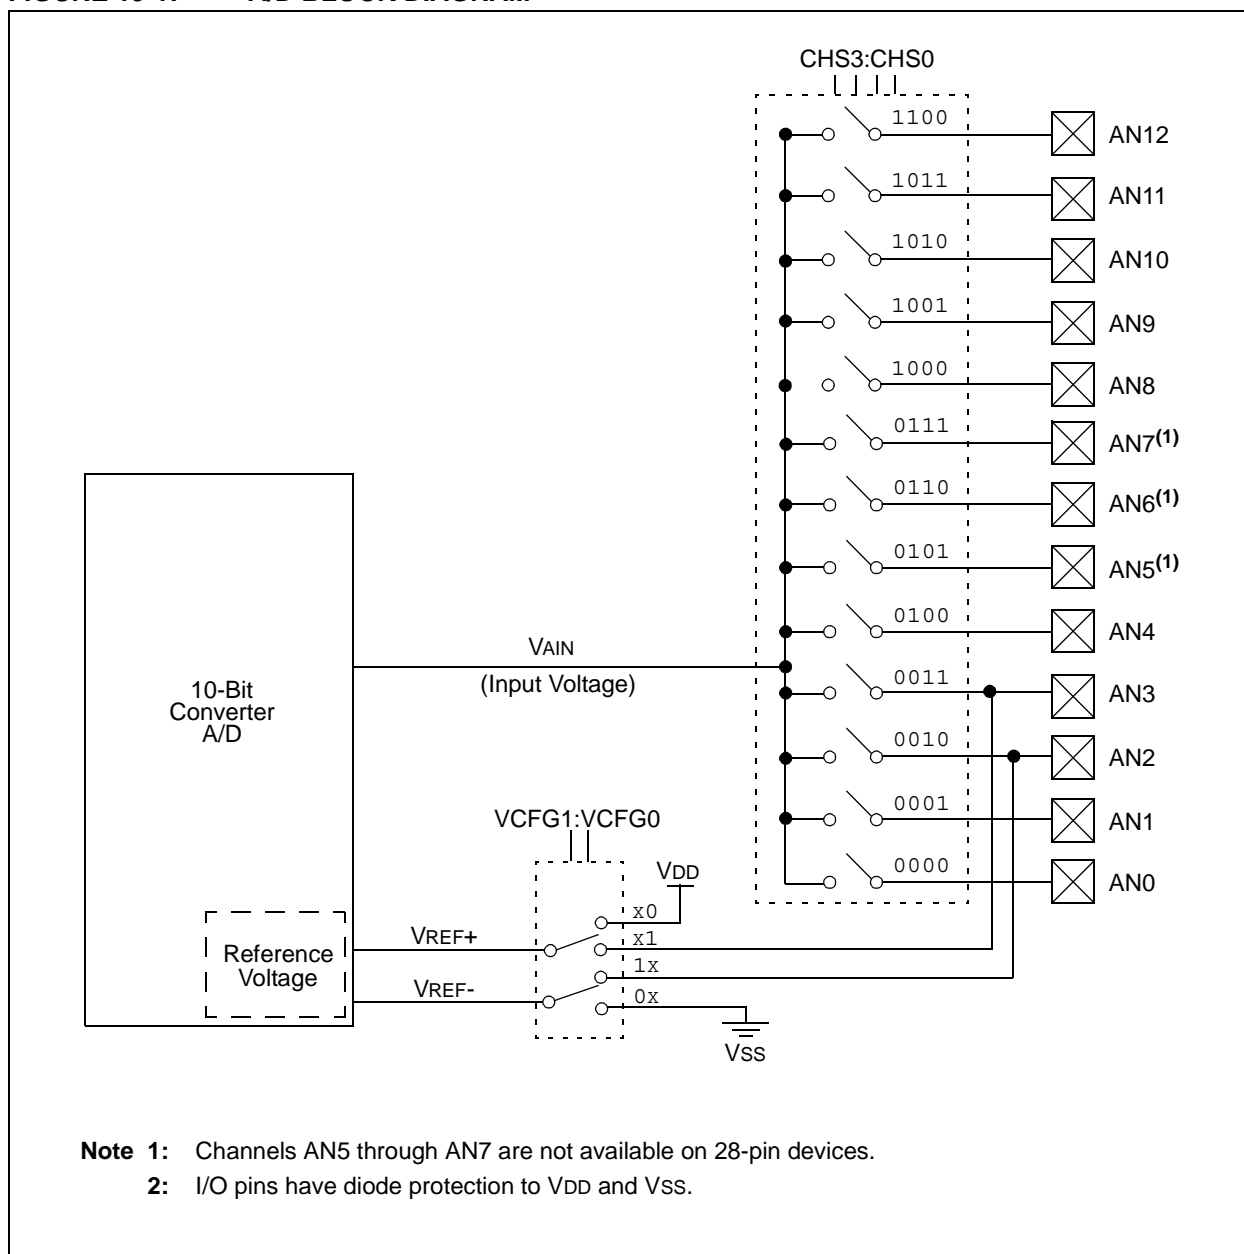 CHS3:CHS0
1100 AN12
1011 AN11
1010 AN10
1001 AN9
1000 AN8
0111 AN7(1)
0110 AN6(1)
0101 AN5(1)
0100 AN4
VAIN
(Input Voltage)
0011 AN3
10-Bit
Converter
A/D
0010 AN2
0001 AN1
VCFG1:VCFG0
0000 AN0
VDD
x0
VREF+
x1
Reference
Voltage
1x
VREF-
0x
VSS
Note 1: Channels AN5 through AN7 are not available on 28-pin devices.
2: I/O pins have diode protection to VDD and VSS.